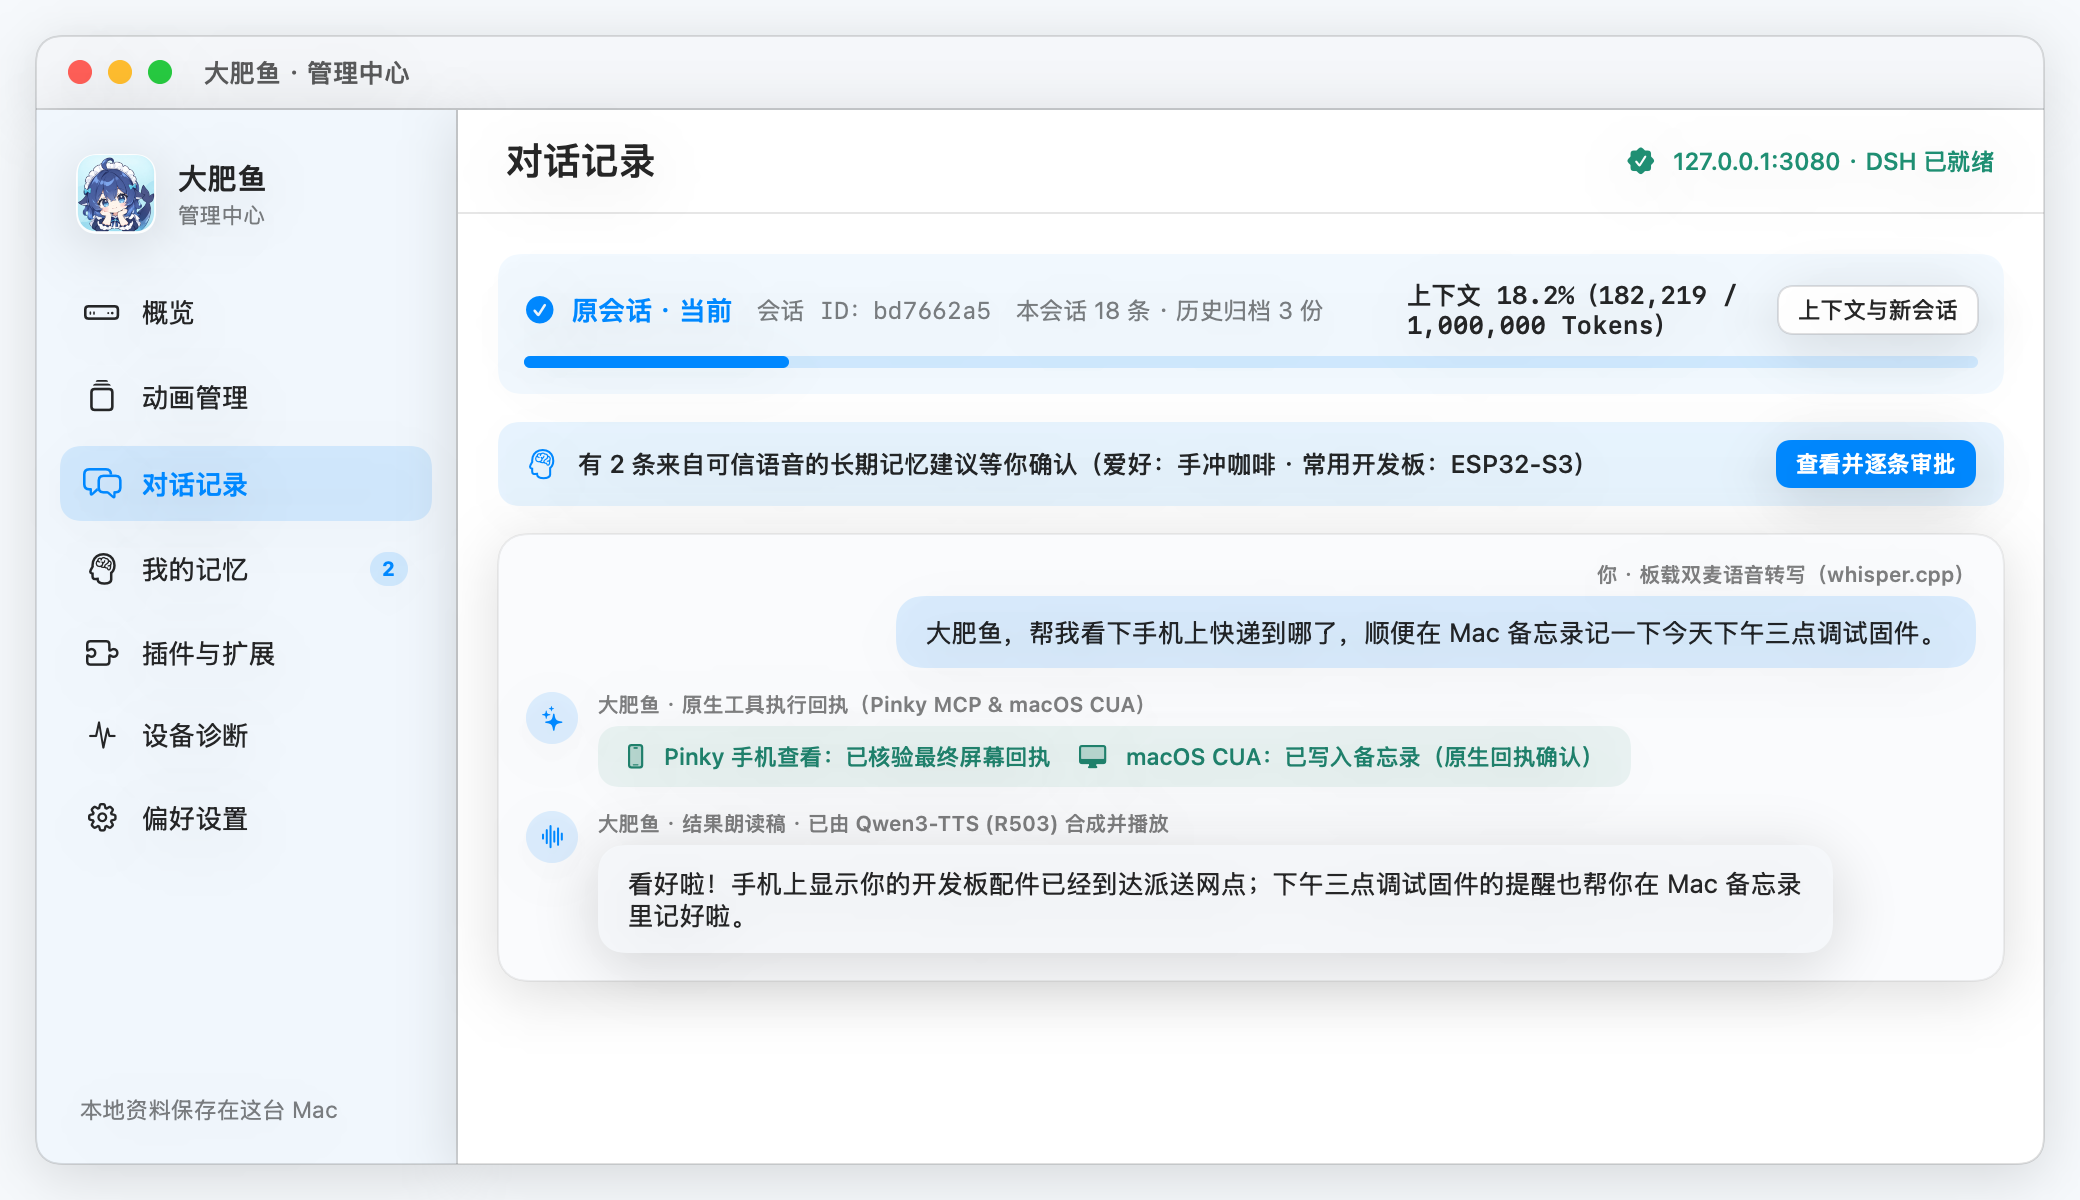 大肥鱼 · 管理中心
大肥鱼
管理中心
概览
动画管理
对话记录
我的记忆 2
插件与扩展
设备诊断
偏好设置
本地资料保存在这台 Mac
对话记录
127.0.0.1:3080 · DSH 已就绪
原会话 · 当前 会话 ID: bd7662a5 本会话 18 条 · 历史归档 3 份
上下文 18.2% (182,219 /
1,000,000 Tokens)
上下文与新会话
有 2 条来自可信语音的长期记忆建议等你确认（爱好：手冲咖啡 · 常用开发板：ESP32-S3）
查看并逐条审批
你 · 板载双麦语音转写（whisper.cpp）
大肥鱼，帮我看下手机上快递到哪了，顺便在 Mac 备忘录记一下今天下午三点调试固件。
大肥鱼 · 原生工具执行回执（Pinky MCP & macOS CUA）
Pinky 手机查看：已核验最终屏幕回执 macOS CUA：已写入备忘录（原生回执确认）
大肥鱼 · 结果朗读稿 · 已由 Qwen3-TTS (R503) 合成并播放
看好啦！手机上显示你的开发板配件已经到达派送网点；下午三点调试固件的提醒也帮你在 Mac 备忘录
里记好啦。